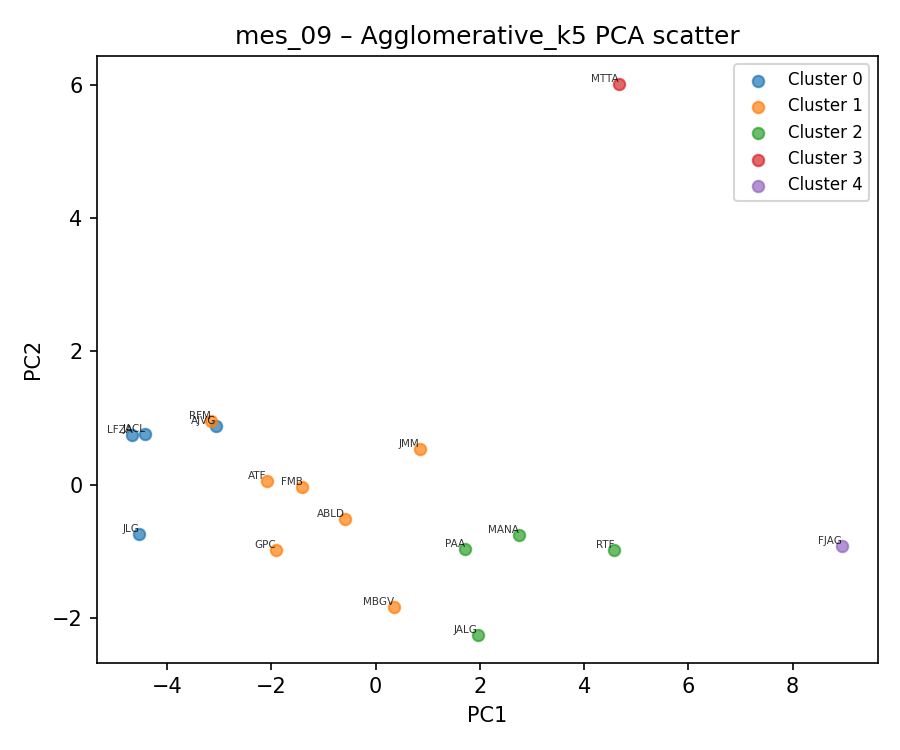 mes_09 – Agglomerative_k5 PCA scatter
Cluster 0
Cluster 1
Cluster 2
Cluster 3
Cluster 4
PC2
6
4
2
0
−2
MTTA
RFM
AJVG
JACL
JMM
ATF
FMB
ABLD
JLG
GPC
PAA
MANA
RTF
FJAG
MBGV
JALG
−4
−2
0
2
4
6
8
PC1